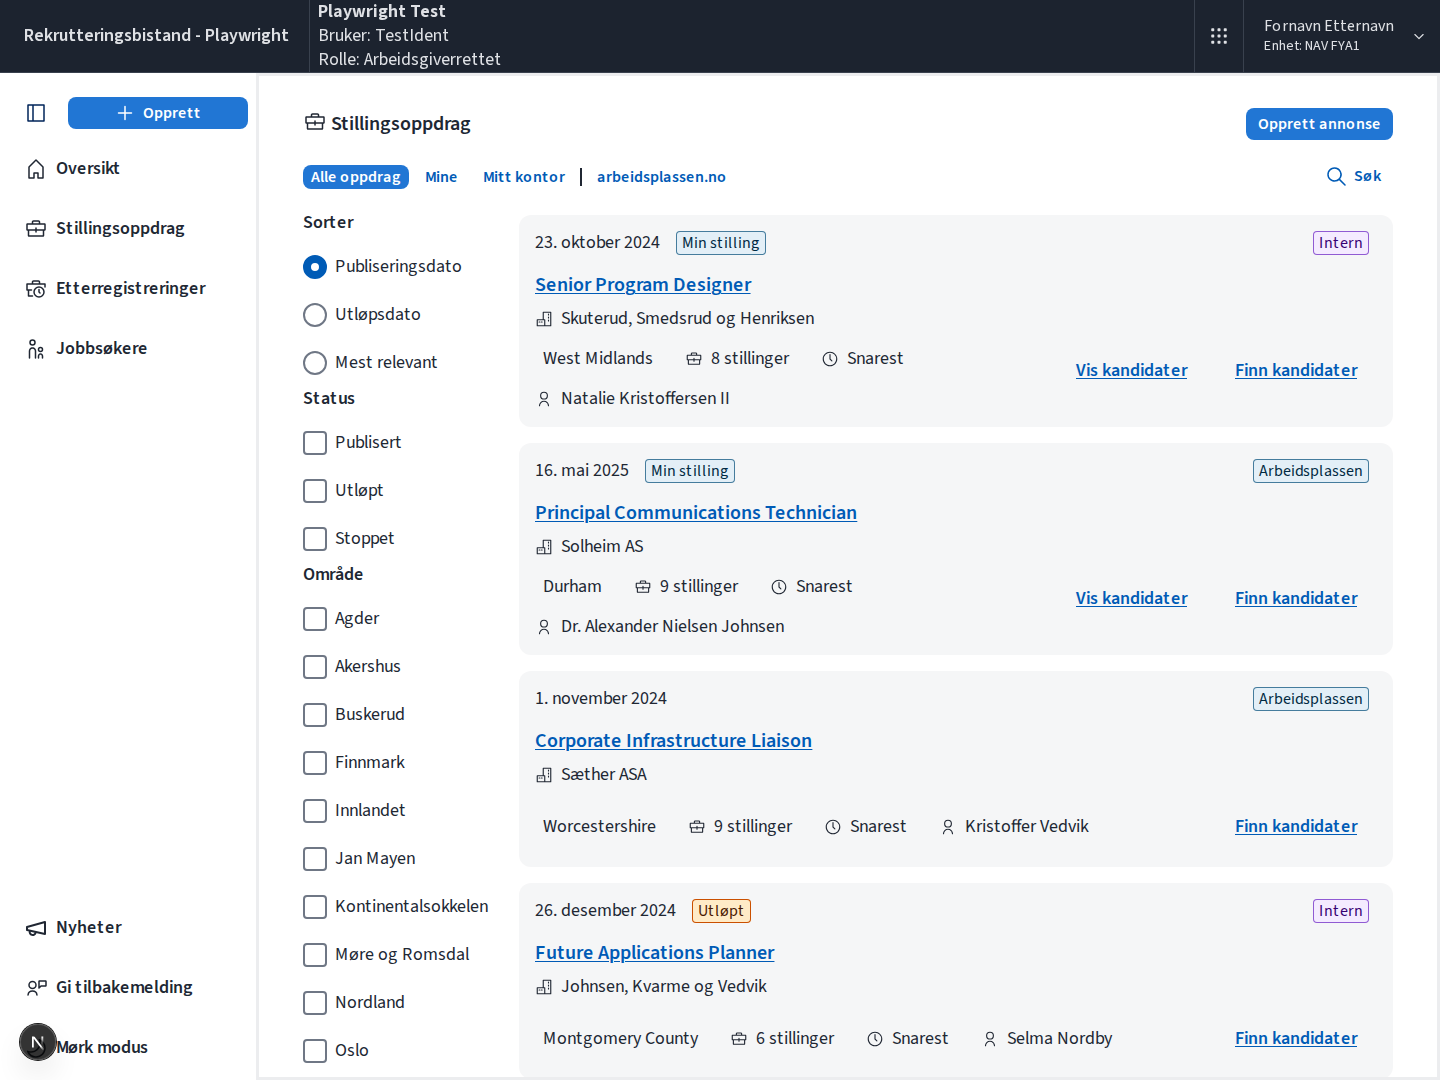 Rekrutteringsbistand - Playwright
Playwright Test
Bruker: TestIdent
Rolle: Arbeidsgiverrettet
Fornavn Etternavn
Enhet: NAV FYA1
Opprett
Oversikt
Stillingsoppdrag
Etterregistreringer
Jobbsøkere
Nyheter
Gi tilbakemelding
N
Mørk modus
Stillingsoppdrag
Opprett annonse
Alle oppdrag
Mine
Mitt kontor
arbeidsplassen.no
Søk
Sorter
Publiseringsdato
Utløpsdato
Mest relevant
Status
Publisert
Utløpt
Stoppet
Område
Agder
Akershus
Buskerud
Finnmark
Innlandet
Jan Mayen
Kontinentalsokkelen
Møre og Romsdal
Nordland
Oslo
23. oktober 2024 Min stilling Intern
Senior Program Designer
Skuterud, Smedsrud og Henriksen
West Midlands 8 stillinger Snarest
Natalie Kristoffersen II
Vis kandidater Finn kandidater
16. mai 2025 Min stilling Arbeidsplassen
Principal Communications Technician
Solheim AS
Durham 9 stillinger Snarest
Dr. Alexander Nielsen Johnsen
Vis kandidater Finn kandidater
1. november 2024 Arbeidsplassen
Corporate Infrastructure Liaison
Sæther ASA
Worcestershire 9 stillinger Snarest Kristoffer Vedvik Finn kandidater
26. desember 2024 Utløpt Intern
Future Applications Planner
Johnsen, Kvarme og Vedvik
Montgomery County 6 stillinger Snarest Selma Nordby Finn kandidater